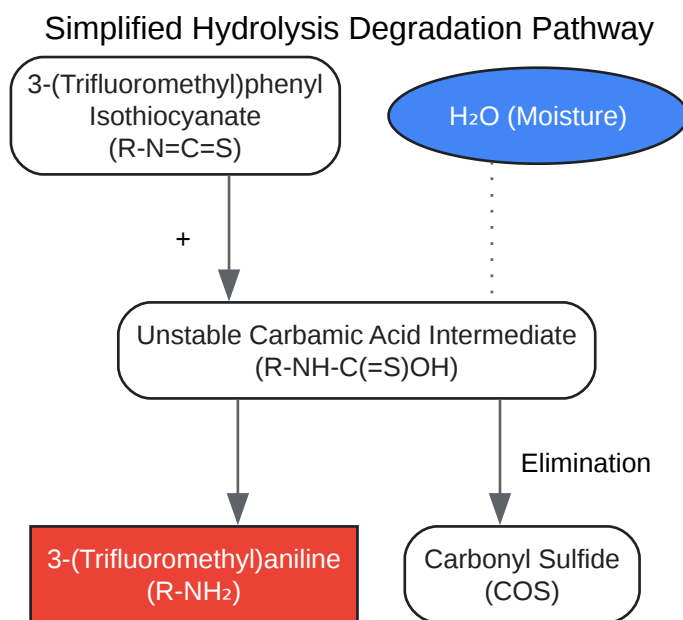 Simplified Hydrolysis Degradation Pathway
3-(Trifluoromethyl)phenyl
Isothiocyanate
(R-N=C=S)
H₂O (Moisture)
+
Unstable Carbamic Acid Intermediate
(R-NH-C(=S)OH)
Elimination
3-(Trifluoromethyl)aniline
(R-NH₂)
Carbonyl Sulfide
(COS)